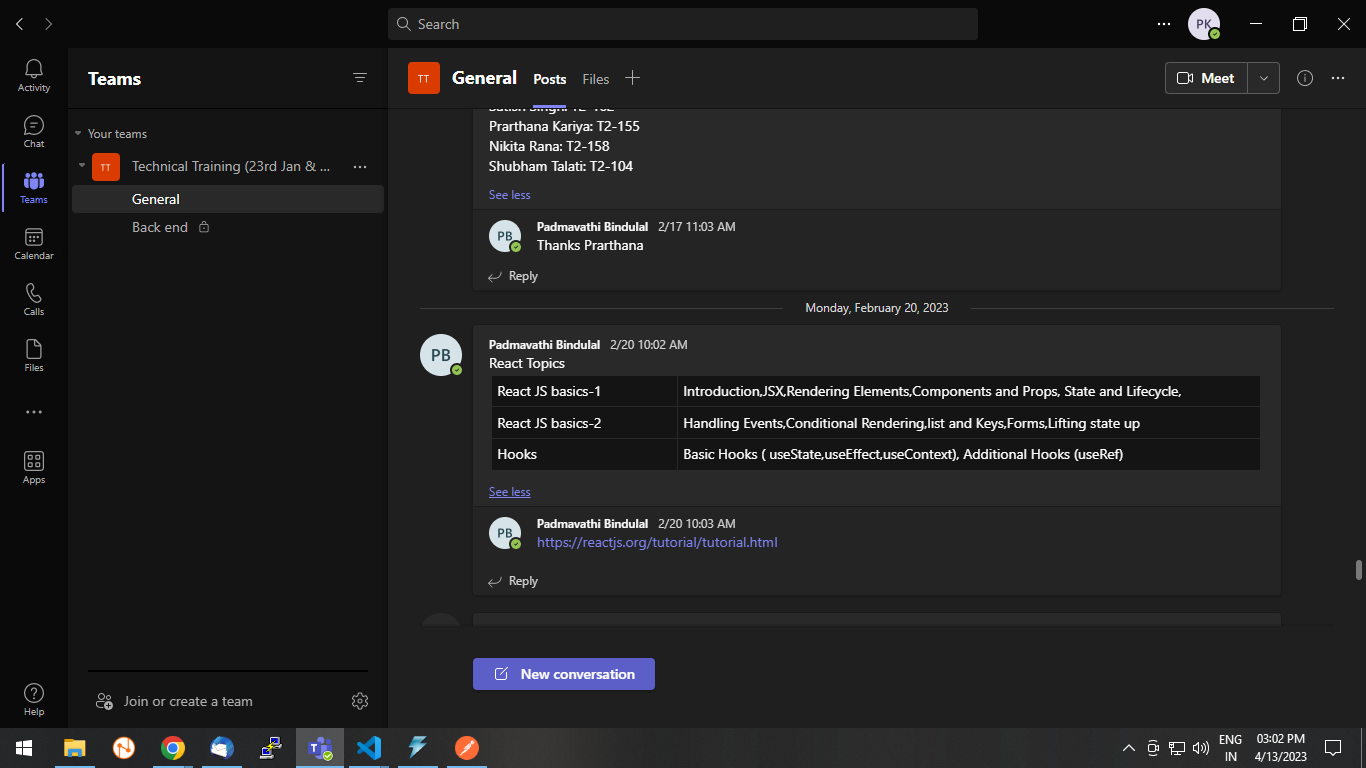 Search
PK
Activity
Chat
Teams
Calendar
Calls
Files
Apps
Help
Teams
Your teams
TT Technical Training (23rd Jan & ...
General
Back end
Join or create a team
TT General Posts Files
Meet
Satish Singh: T2-162
Prarthana Kariya: T2-155
Nikita Rana: T2-158
Shubham Talati: T2-104
See less
PB Padmavathi Bindulal 2/17 11:03 AM
Thanks Prarthana
Reply
Monday, February 20, 2023
PB Padmavathi Bindulal 2/20 10:02 AM
React Topics
React JS basics-1 Introduction,JSX,Rendering Elements,Components and Props, State and Lifecycle,
React JS basics-2 Handling Events,Conditional Rendering,list and Keys,Forms,Lifting state up
Hooks Basic Hooks ( useState,useEffect,useContext), Additional Hooks (useRef)
See less
PB Padmavathi Bindulal 2/20 10:03 AM
https://reactjs.org/tutorial/tutorial.html
Reply
New conversation
ENG 03:02 PM
IN 4/13/2023